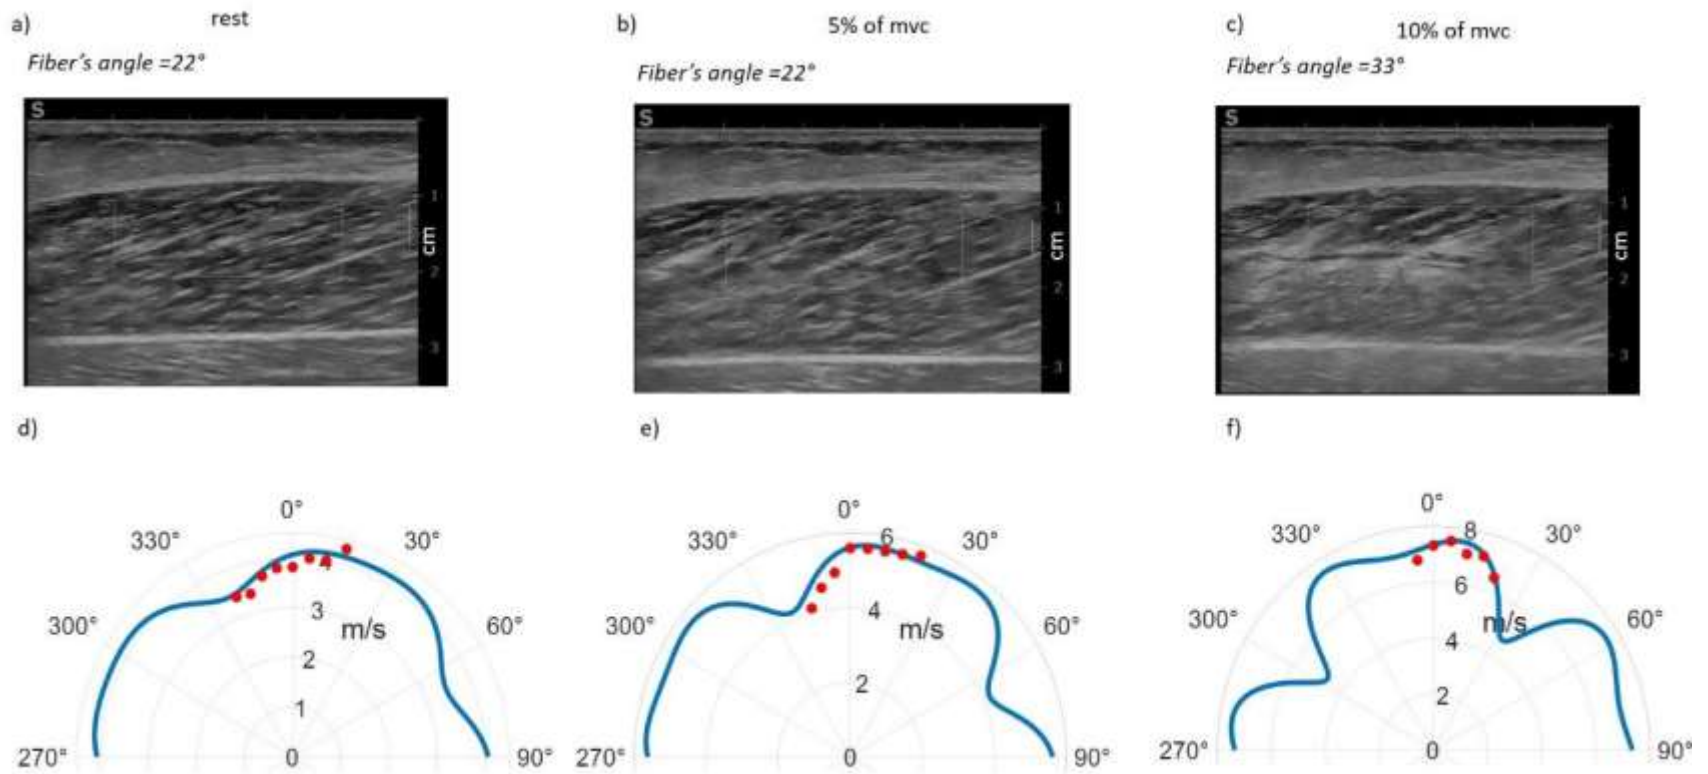 a)
rest
Fiber's angle =22°
S
1
2
3
cm
b)
5% of mvc
Fiber's angle =22°
S
1
2
3
cm
c)
10% of mvc
Fiber's angle =33°
S
1
2
3
cm
d)
0°
330°
30°
300°
60°
270°
90°
4
3
m/s
2
1
0
e)
0°
330°
30°
300°
60°
270°
90°
6
4
m/s
2
0
f)
0°
330°
30°
300°
60°
270°
90°
8
6
m/s
4
2
0